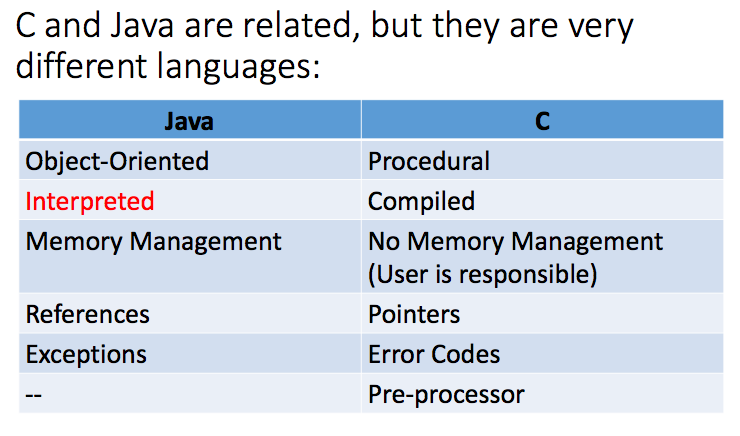 C and Java are related, but they are very
different languages:
Java C
Object-Oriented Procedural
Interpreted Compiled
Memory Management No Memory Management
(User is responsible)
References Pointers
Exceptions Error Codes
-- Pre-processor